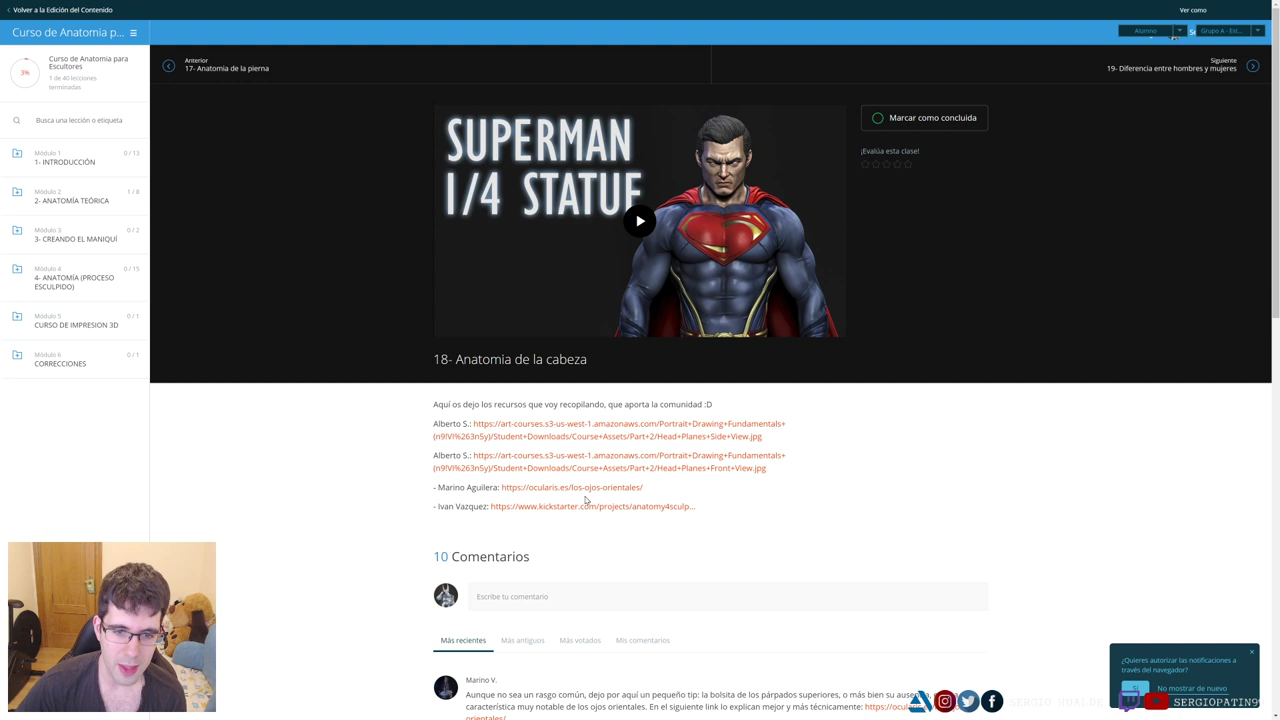 Volver a la Edición del Contenido
Ver como
Curso de Anatomia p...
Alumno
Grupo A - Est...
3%
Curso de Anatomía para
Escultores
1 de 40 lecciones
terminadas
Anterior
17- Anatomia de la pierna
Siguiente
19- Diferencia entre hombres y mujeres
Busca una lección o etiqueta
Módulo 1
0 / 13
1- INTRODUCCIÓN
Módulo 2
1 / 8
2- ANATOMÍA TEÓRICA
Módulo 3
0 / 2
3- CREANDO EL MANIQUÍ
Módulo 4
0 / 15
4- ANATOMÍA (PROCESO
ESCULPIDO)
Módulo 5
0 / 1
CURSO DE IMPRESION 3D
Módulo 6
0 / 1
CORRECCIONES
SUPERMAN
1/4 STATUE
Marcar como concluida
¡Evalúa esta clase!
18- Anatomia de la cabeza
Aquí os dejo los recursos que voy recopilando, que aporta la comunidad :D
Alberto S.: https://art-courses.s3-us-west-1.amazonaws.com/Portrait+Drawing+Fundamentals+
(n9!VI%263n5y)/Student+Downloads/Course+Assets/Part+2/Head+Planes+Side+View.jpg
Alberto S.: https://art-courses.s3-us-west-1.amazonaws.com/Portrait+Drawing+Fundamentals+
(n9!VI%263n5y)/Student+Downloads/Course+Assets/Part+2/Head+Planes+Front+View.jpg
- Marino Aguilera: https://ocularis.es/los-ojos-orientales/
- Ivan Vazquez: https://www.kickstarter.com/projects/anatomy4sculp...
10 Comentarios
Escribe tu comentario
Más recientes
Más antiguos
Más votados
Mis comentarios
Marino V.
Aunque no sea un rasgo común, dejo por aquí un pequeño tip: la bolsita de los párpados superiores, o más bien su
característica muy notable de los ojos orientales. En el siguiente link lo explican mejor y más técnicamente:
orientales/
¿Quieres autorizar las notificaciones a
través del navegador?
No mostrar de nuevo
SERGIOPATIN99